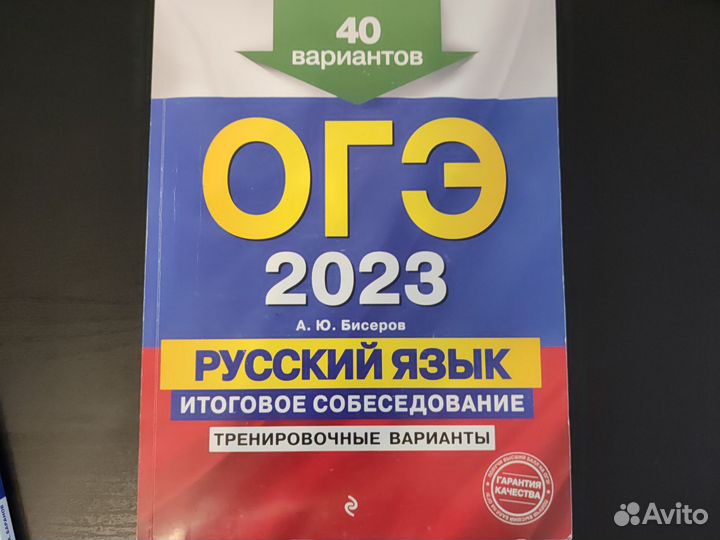 40
вариантов
ОГЭ
2023
А. Ю. Бисеров
РУССКИЙ ЯЗЫК
ИТОГОВОЕ СОБЕСЕДОВАНИЕ
ТРЕНИРОВОЧНЫЕ ВАРИАНТЫ
ГАРАНТИЯ
КАЧЕСТВА
Avito